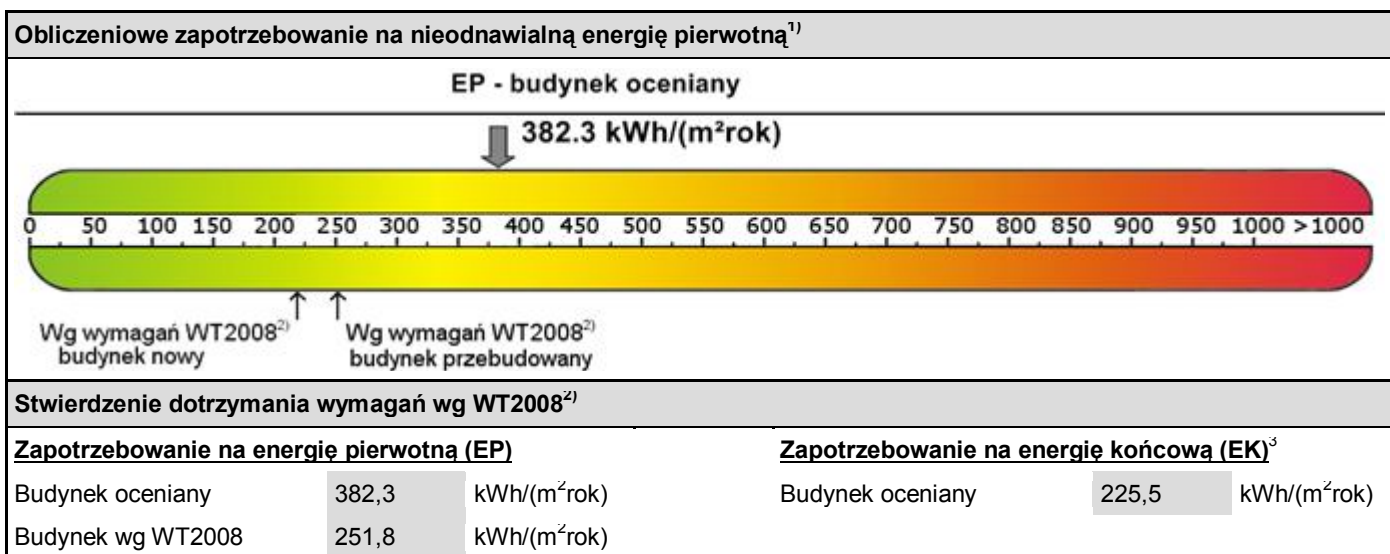 Obliczeniowe zapotrzebowanie na nieodnawialną energię pierwotną¹⁾
EP - budynek oceniany
382.3 kWh/(m²rok)
0 50 100 150 200 250 300 350 400 450 500 550 600 650 700 750 800 850 900 950 1000 >1000
Wg wymagań WT2008²⁾ Wg wymagań WT2008²⁾
budynek nowy budynek przebudowany
Stwierdzenie dotrzymania wymagań wg WT2008²⁾
Zapotrzebowanie na energię pierwotną (EP) Zapotrzebowanie na energię końcową (EK)³
Budynek oceniany 382,3 kWh/(m²rok) Budynek oceniany 225,5 kWh/(m²rok)
Budynek wg WT2008 251,8 kWh/(m²rok)